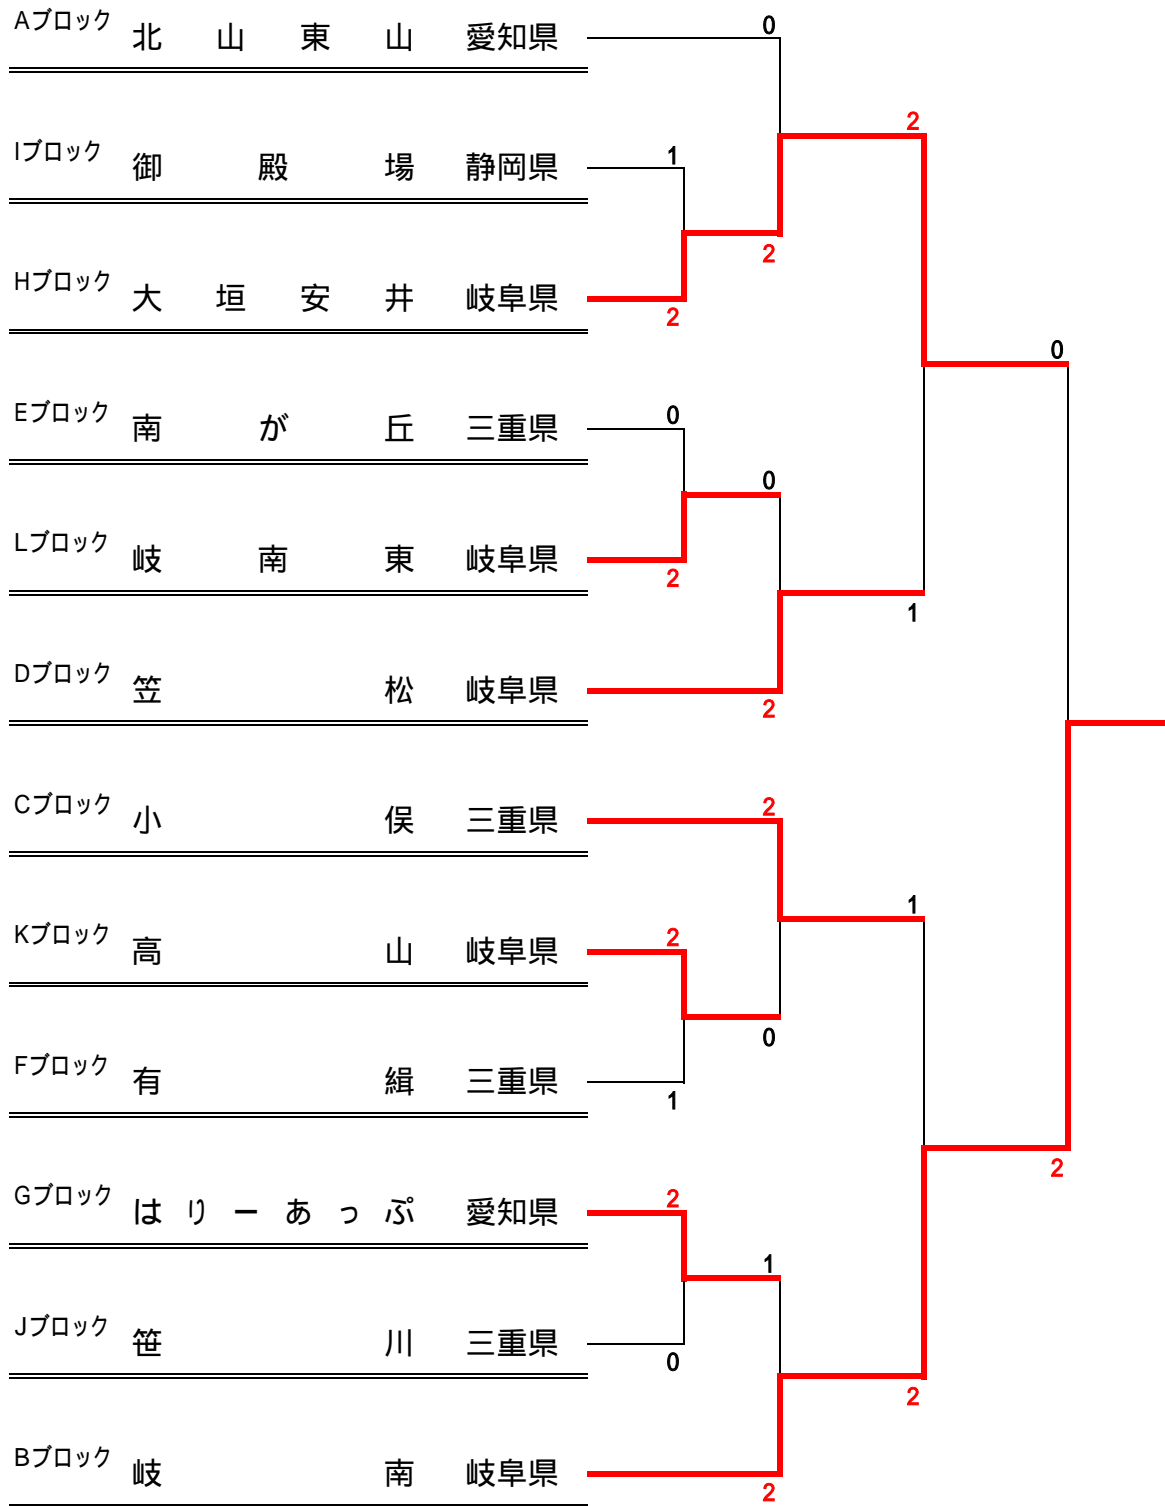 Aブロック 北山東山 愛知県 0
2
Iブロック 御殿場 静岡県 1
2
Hブロック 大垣安井 岐阜県 2
0
Eブロック 南が丘 三重県 0
0
Lブロック 岐南東 岐阜県 2
1
Dブロック 笠松 岐阜県 2
Cブロック 小俣 三重県 2
1
Kブロック 高山 岐阜県 2
0
Fブロック 有緝 三重県 1
2
Gブロック はりーあっぷ 愛知県 2
1
Jブロック 笹川 三重県 0
2
Bブロック 岐南 岐阜県 2